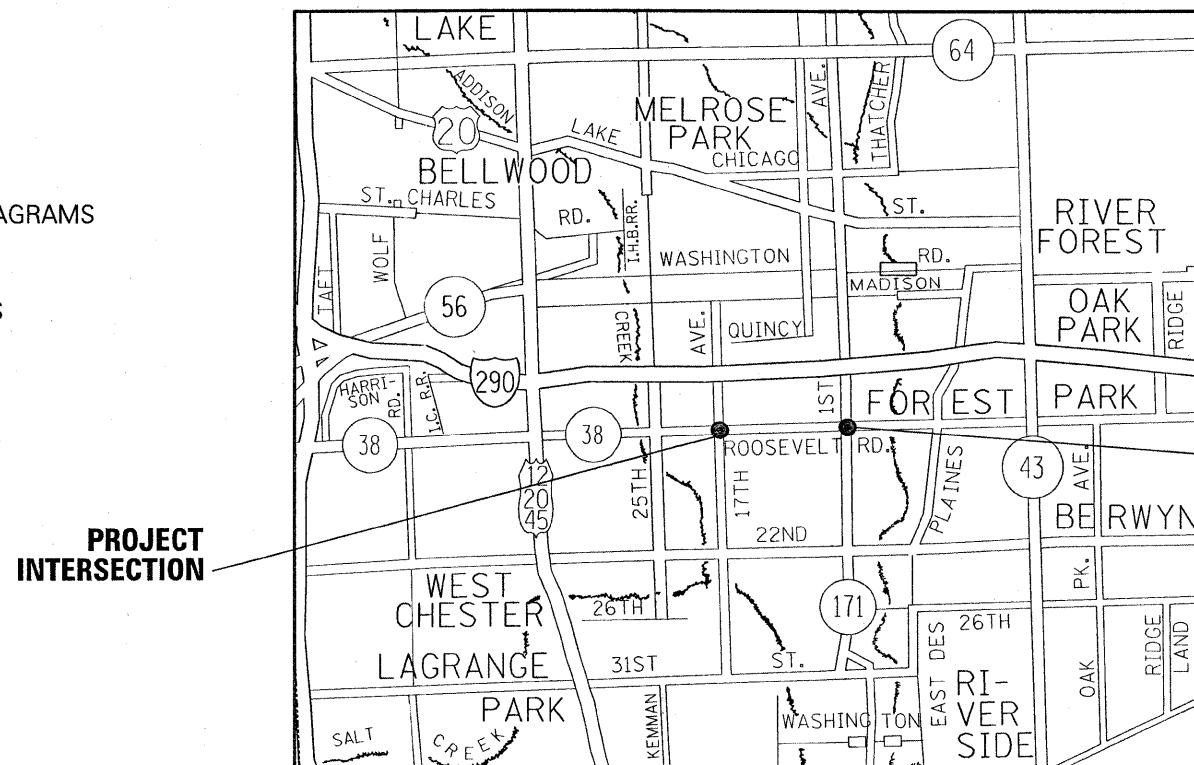 AGRAMS
S
PROJECT
INTERSECTION
LAKE
64
ADDISON
20
MELROSE
PARK
AVE.
THATCHER
LAKE
CHICAGO
BELLWOOD
ST. CHARLES
RD.
I.H.B.RR.
ST.
RIVER
FOREST
WOLF
TAFT
WASHINGTON
RD.
MADISON
56
CREEK
AVE.
QUINCY
OAK
PARK
RIDGE
290
HARRI-
SON
RD.
I.C. R.R.
1ST
FOREST PARK
38
38
ROOSEVELT RD.
43
AVE.
12
20
45
25TH
17TH
PLAINES
BERWYN
22ND
PK.
WEST
CHESTER
26TH
171
26TH
EAST DES
RIDGE
LAND
LAGRANGE
PARK
31ST
ST.
OAK
RI-
VER
SIDE
KEMMAN
WASHINGTON
SALT
CREEK